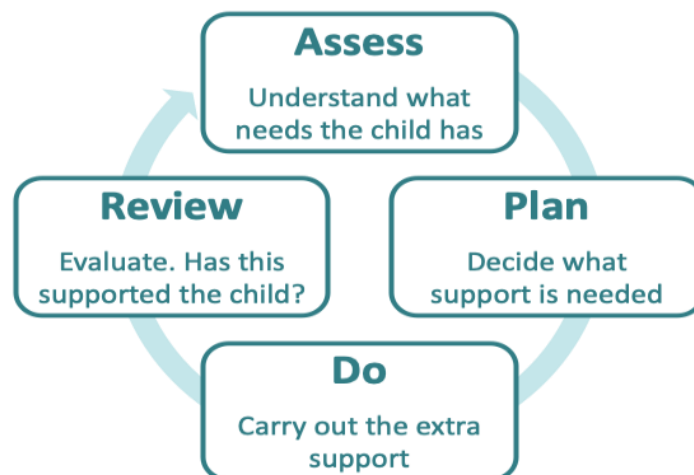 Assess
Understand what
needs the child has
Review
Evaluate. Has this
supported the child?
Plan
Decide what
support is needed
Do
Carry out the extra
support